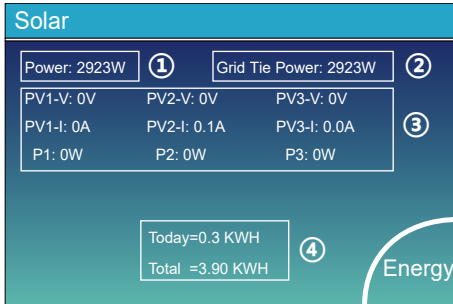 Solar
Power: 2923W ① Grid Tie Power: 2923W ②
PV1-V: 0V PV2-V: 0V PV3-V: 0V
PV1-I: 0A PV2-I: 0.1A PV3-I: 0.0A ③
P1: 0W P2: 0W P3: 0W
Today=0.3 KWH
Total =3.90 KWH ④
Energy